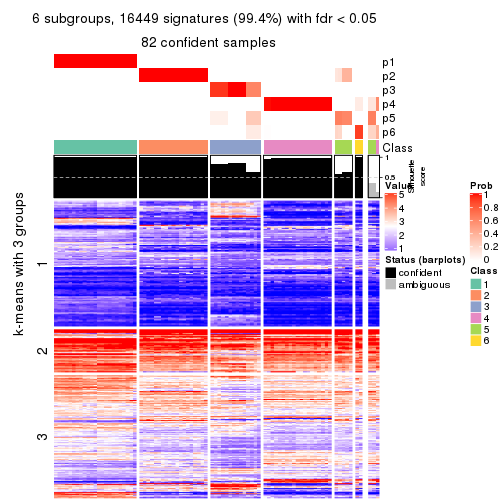 6 subgroups, 16449 signatures (99.4%) with fdr < 0.05
82 confident samples
p1
p2
p3
p4
p5
p6
Class
1
0.5
Silhouette
score
k-means with 3 groups
1
2
3
Value
5
4
3
2
1
Status (barplots)
confident
ambiguous
Prob
1
0.8
0.6
0.4
0.2
0
Class
1
2
3
4
5
6